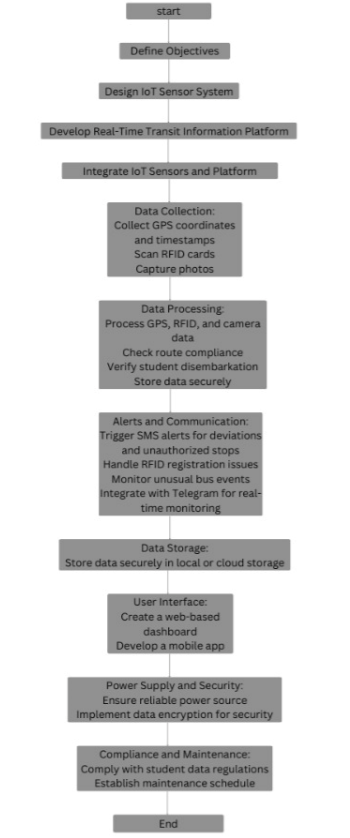 start
Define Objectives
Design IoT Sensor System
Develop Real-Time Transit Information Platform
Integrate IoT Sensors and Platform
Data Collection:
Collect GPS coordinates
and timestamps
Scan RFID cards
Capture photos
Data Processing:
Process GPS, RFID, and camera
data
Check route compliance
Verify student disembarkation
Store data securely
Alerts and Communication:
Trigger SMS alerts for deviations
and unauthorized stops
Handle RFID registration issues
Monitor unusual bus events
Integrate with Telegram for real-
time monitoring
Data Storage:
Store data securely in local or cloud storage
User Interface:
Create a web-based
dashboard
Develop a mobile app
Power Supply and Security:
Ensure reliable power source
Implement data encryption for security
Compliance and Maintenance:
Comply with student data regulations
Establish maintenance schedule
End